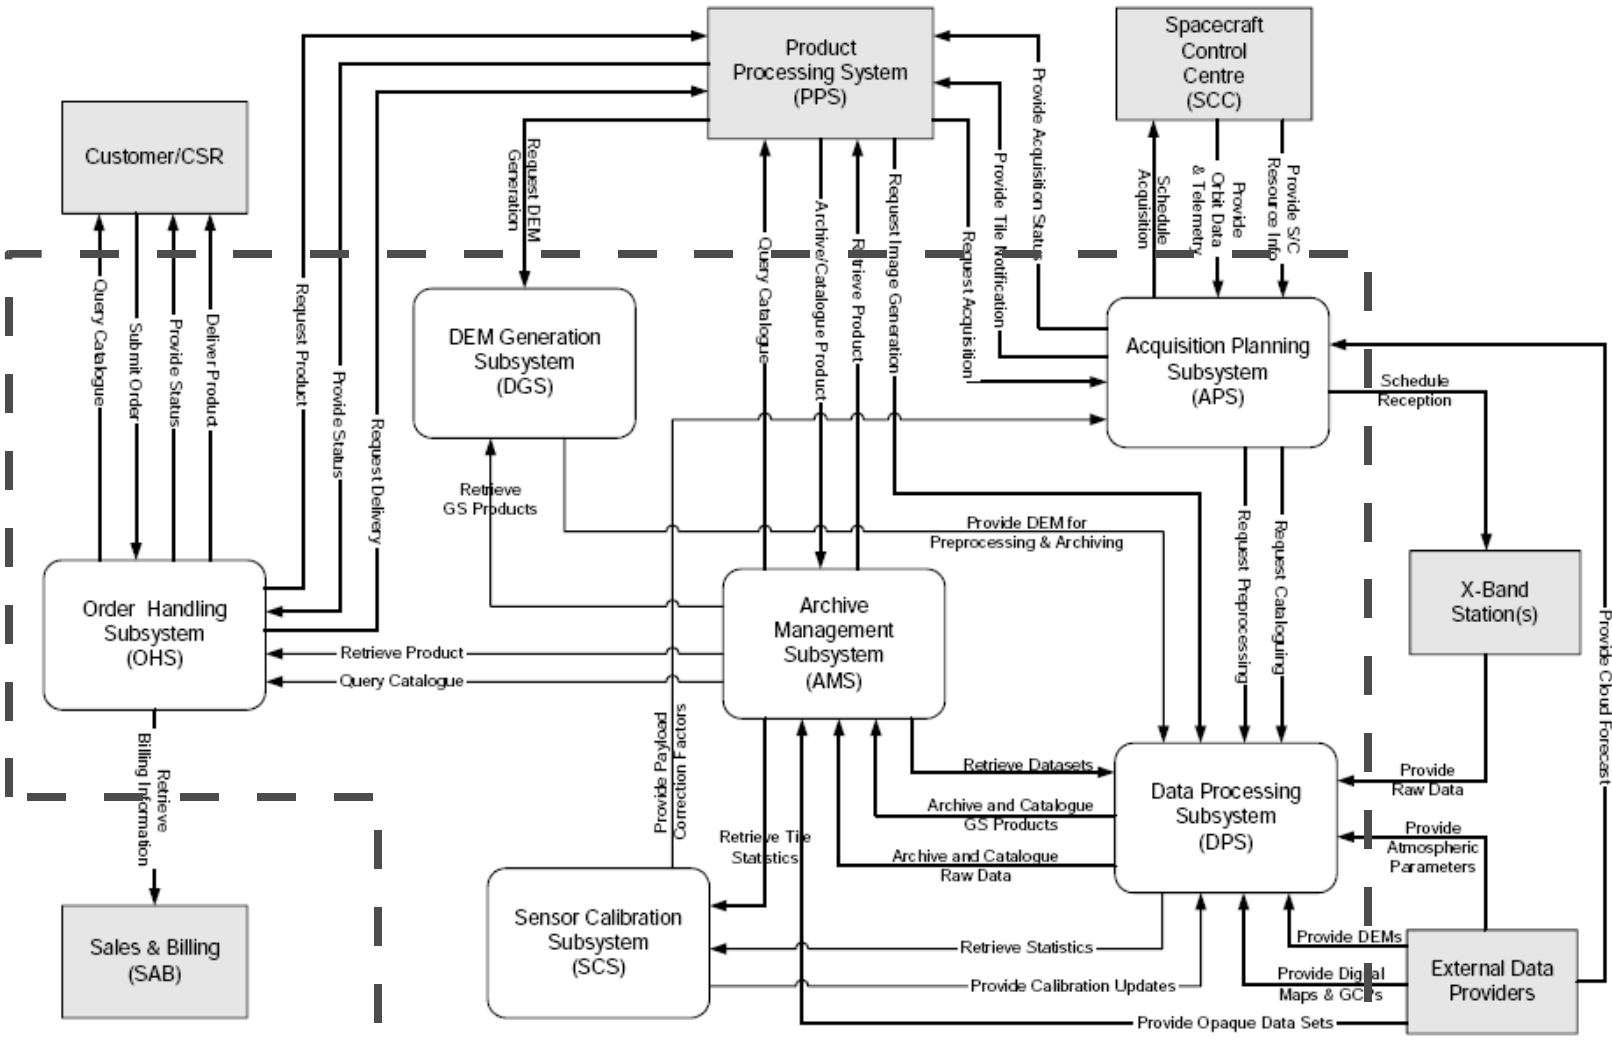 Product
Processing System
(PPS)
Spacecraft
Control
Centre
(SCC)
Customer/CSR
Request DEM
Generation
Provide Acquisition Status
Provide Tile Notification
Request Acquisition
Schedule
Acquisition
Provide
Orbit Data
& Telemetry
Provide S/C
Resource Info
Query Catalogue
Submit Order
Provide Status
Deliver Product
Request Product
Provide Status
Request Delivery
Query Catalogue
Archive/Catalogue Product
Retrieve Product
Request Image Generation
DEM Generation
Subsystem
(DGS)
Acquisition Planning
Subsystem
(APS)
Schedule
Reception
Retrieve
GS Products
Provide DEM for
Preprocessing & Archiving
Request Preprocessing
Request Cataloguing
X-Band
Station(s)
Provide Cloud Forecast
Order Handling
Subsystem
(OHS)
Archive
Management
Subsystem
(AMS)
Retrieve Product
Query Catalogue
Provide Payload
Correction Factors
Retrieve
Billing Information
Retrieve Datasets
Archive and Catalogue
GS Products
Archive and Catalogue
Raw Data
Retrieve Tile
Statistics
Data Processing
Subsystem
(DPS)
Provide
Raw Data
Provide
Atmospheric
Parameters
Sales & Billing
(SAB)
Sensor Calibration
Subsystem
(SCS)
Retrieve Statistics
Provide Calibration Updates
Provide DEMs
Provide Digital
Maps & GCPs
Provide Opaque Data Sets
External Data
Providers